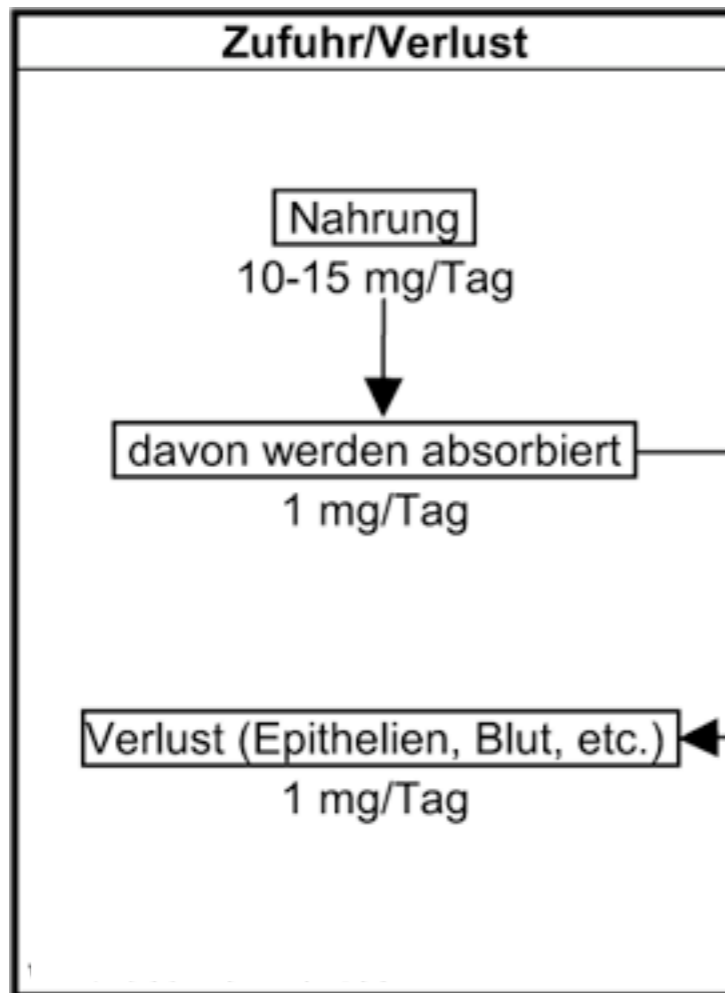 Zufuhr/Verlust
Nahrung
10-15 mg/Tag
davon werden absorbiert
1 mg/Tag
Verlust (Epithelien, Blut, etc.)
1 mg/Tag